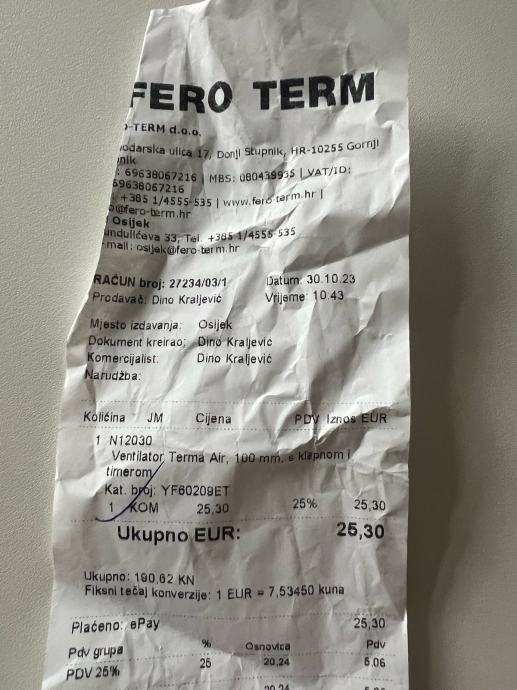 FERO TERM
-TERM d.o.o.
odarska ulica 17, Donji Stupnik, HR-10255 Gornji
nik
: 69638067216 | MBS: 080439935 | VAT/ID:
69638067216
: +385 1/4555-535 | www.fero-term.hr |
@fero-term.hr
Osijek
undulićeva 33, Tel. +385 1/4555-535
mail: osijek@fero-term.hr
RAČUN broj: 27234/03/1 Datum: 30.10.23
Prodavač: Dino Kraljević Vrijeme: 10:43
Mjesto izdavanja: Osijek
Dokument kreirao: Dino Kraljević
Komercijalist: Dino Kraljević
Narudžba:
Količina JM Cijena PDV Iznos EUR
1 N12030
Ventilator Terma Air, 100 mm. s klapnom i
timerom
Kat. broj: YF60209ET
1 KOM 25,30 25% 25,30
Ukupno EUR: 25,30
Ukupno: 190,62 KN
Fiksni tečaj konverzije: 1 EUR = 7,53450 kuna
Plaćeno: ePay 25,30
Pdv grupa % Osnovica Pdv
PDV 25% 25 20,24 5,06